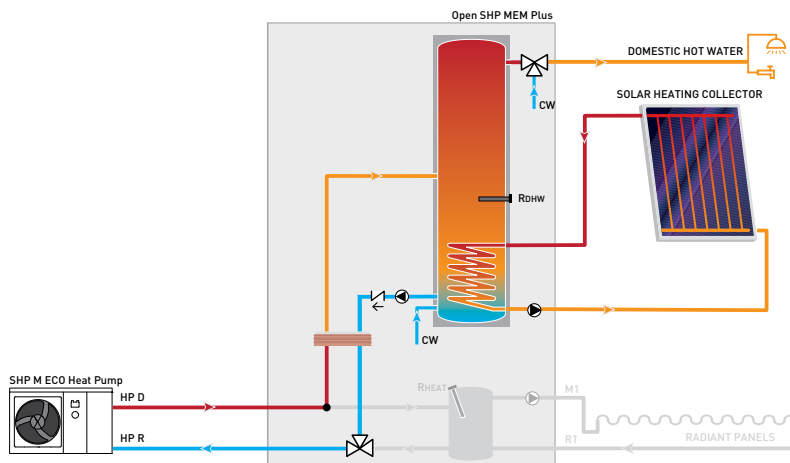 Open SHP MEM Plus
DOMESTIC HOT WATER
SOLAR HEATING COLLECTOR
CW
RDHW
CW
SHP M ECO Heat Pump
HP D
RHEAT
M1
HP R
R1
RADIANT PANELS